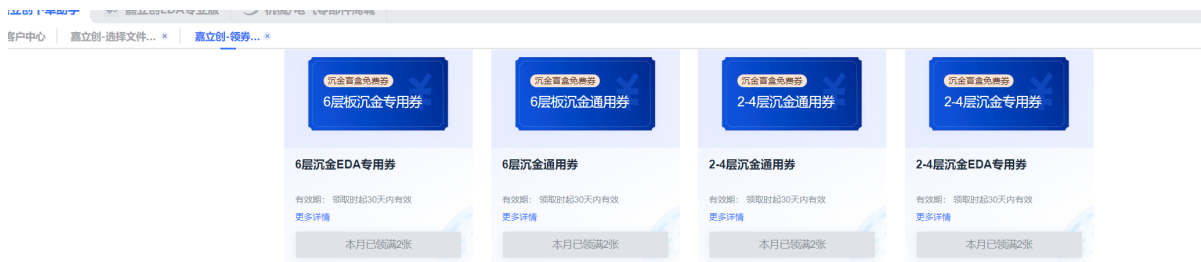 嘉立创EDA专业版
客户中心 嘉立创-选择文件... × 嘉立创-领券... ×
沉金盲盒免费券 沉金盲盒免费券 沉金盲盒免费券 沉金盲盒免费券
6层板沉金专用券 6层板沉金通用券 2-4层沉金通用券 2-4层沉金专用券
6层沉金EDA专用券 6层沉金通用券 2-4层沉金通用券 2-4层沉金EDA专用券
有效期： 领取时起30天内有效 有效期： 领取时起30天内有效 有效期： 领取时起30天内有效 有效期： 领取时起30天内有效
更多详情 更多详情 更多详情 更多详情
本月已领满2张 本月已领满2张 本月已领满2张 本月已领满2张